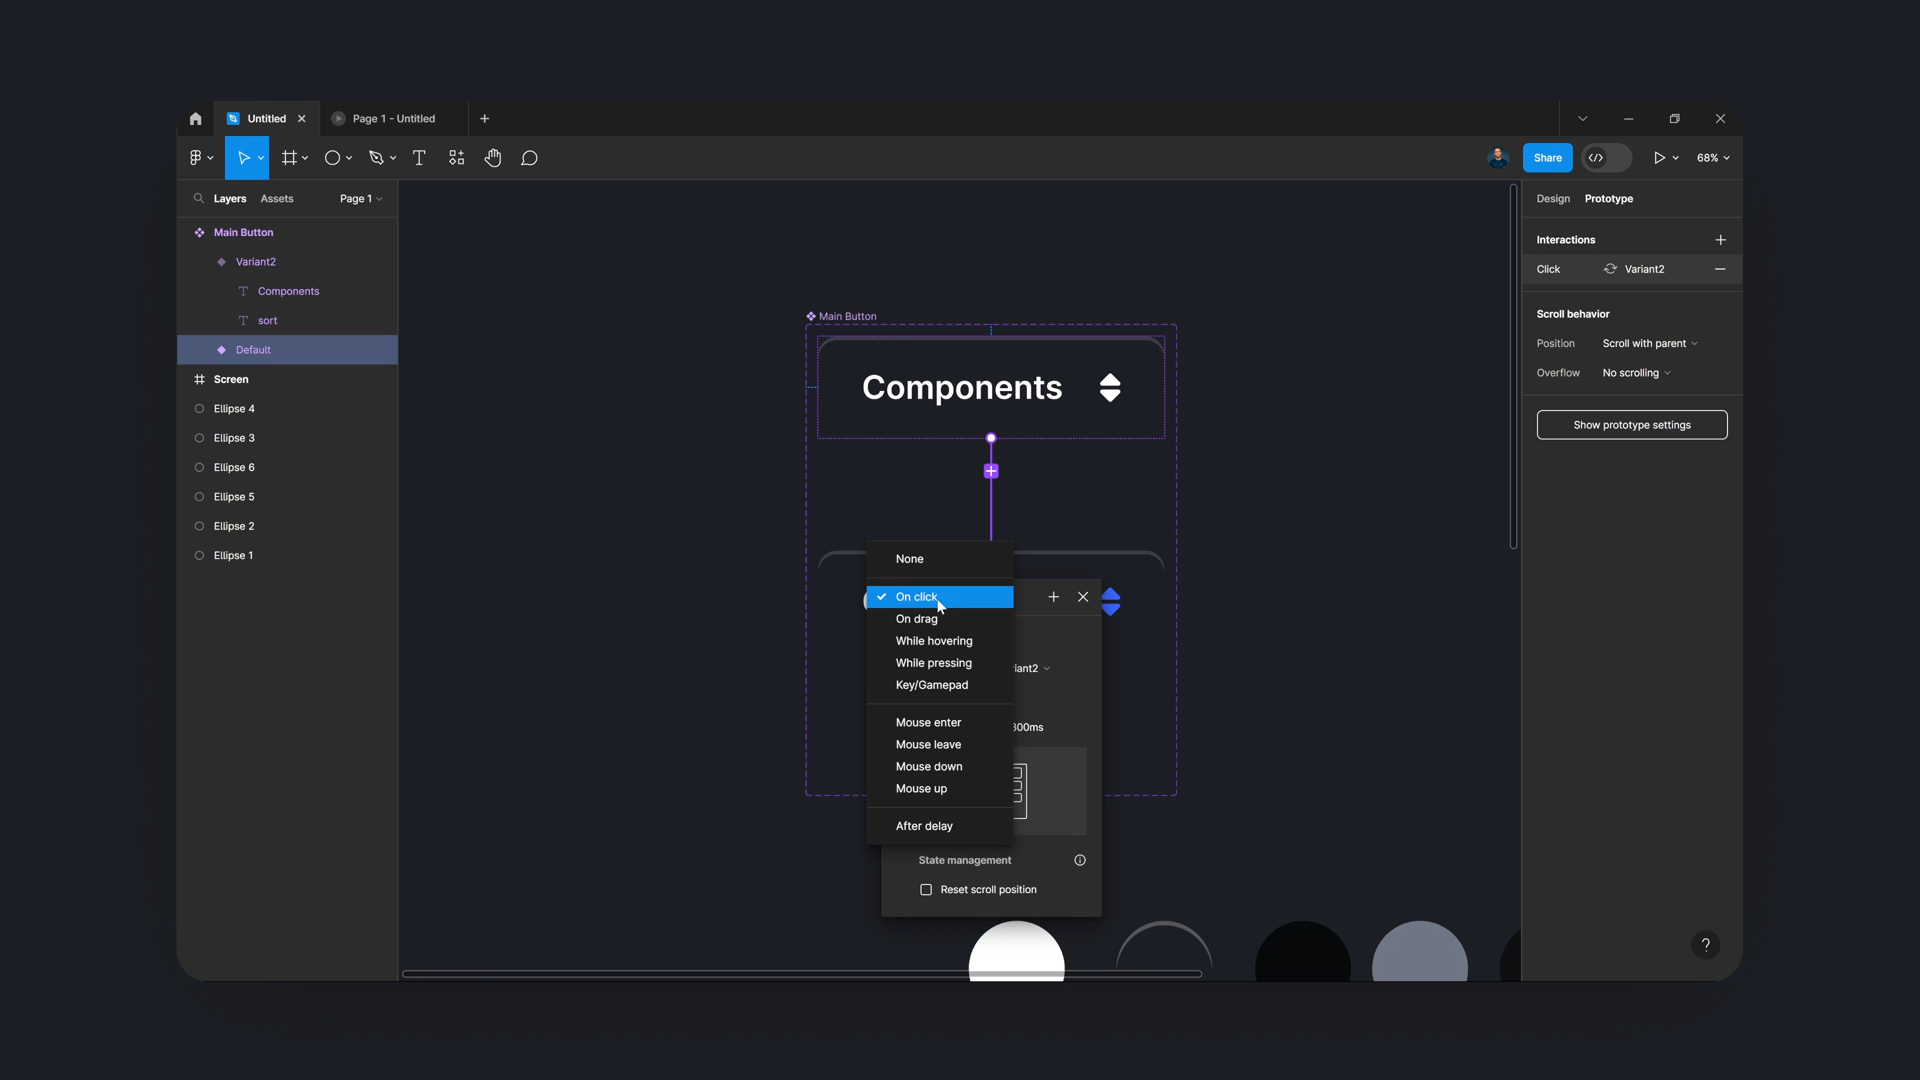 Untitled
Page 1 - Untitled
Share
68%
Layers
Assets
Page 1
Main Button
Variant2
Components
sort
Default
Screen
Ellipse 4
Ellipse 3
Ellipse 6
Ellipse 5
Ellipse 2
Ellipse 1
Main Button
Components
None
On click
On drag
While hovering
While pressing
Key/Gamepad
Mouse enter
Mouse leave
Mouse down
Mouse up
After delay
riant2
300ms
State management
Reset scroll position
Design
Prototype
Interactions
Click
Variant2
Scroll behavior
Position
Scroll with parent
Overflow
No scrolling
Show prototype settings
?